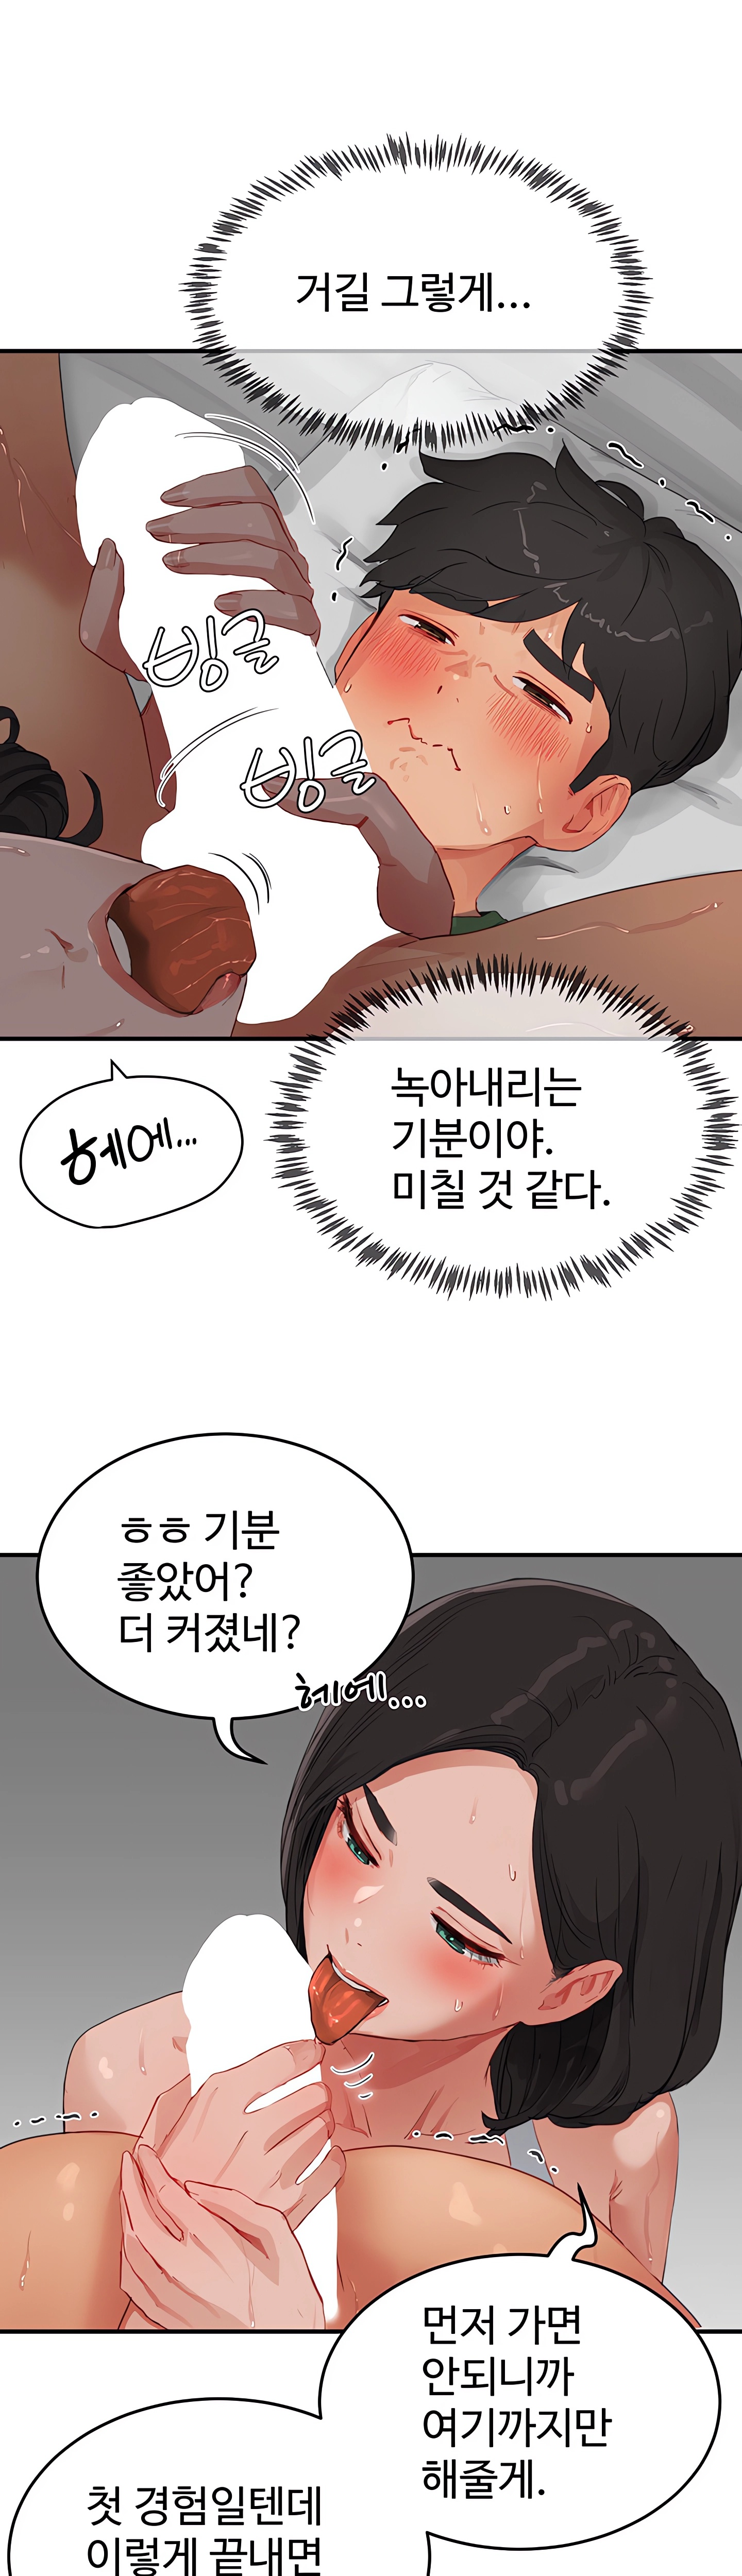 거길 그렇게...
빙글
빙글
녹아내리는
기분이야.
미칠 것 같다.
헤에...
ㅎㅎ 기분
좋았어?
더 커졌네?
헤에...
먼저 가면
안되니까
여기까지만
해줄게.
첫 경험일텐데
이렇게 끝내면